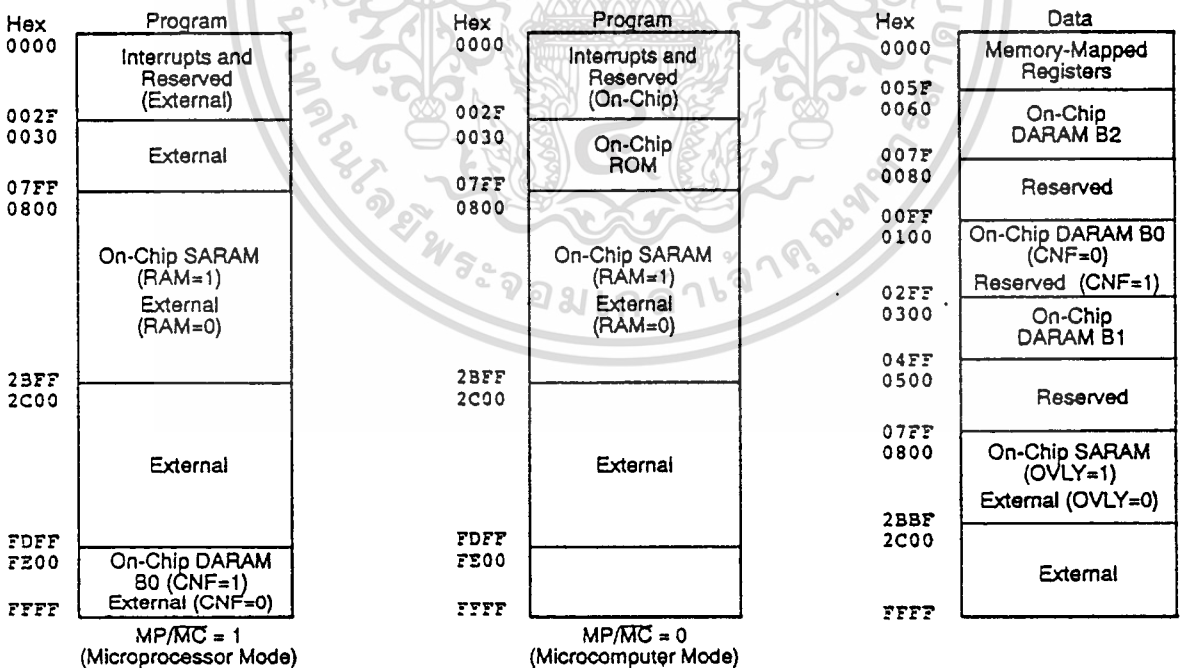 Hex
Program
0000
Interrupts and
Reserved
(External)
002F
0030
External
07FF
0800
On-Chip SARAM
(RAM=1)
External
(RAM=0)
2BFF
2C00
External
FDFF
FE00
On-Chip DARAM
B0 (CNF=1)
External (CNF=0)
FFFF
MP/M̅C̅ = 1
(Microprocessor Mode)
Hex
Program
0000
Interrupts and
Reserved
(On-Chip)
002F
0030
On-Chip
ROM
07FF
0800
On-Chip SARAM
(RAM=1)
External
(RAM=0)
2BFF
2C00
External
FDFF
FE00
FFFF
MP/M̅C̅ = 0
(Microcomputer Mode)
Hex
Data
0000
Memory-Mapped
Registers
005F
0060
On-Chip
DARAM B2
007F
0080
Reserved
00FF
0100
On-Chip DARAM B0
(CNF=0)
Reserved (CNF=1)
02FF
0300
On-Chip
DARAM B1
04FF
0500
Reserved
07FF
0800
On-Chip SARAM
(OVLY=1)
External (OVLY=0)
2BBF
2C00
External
FFFF